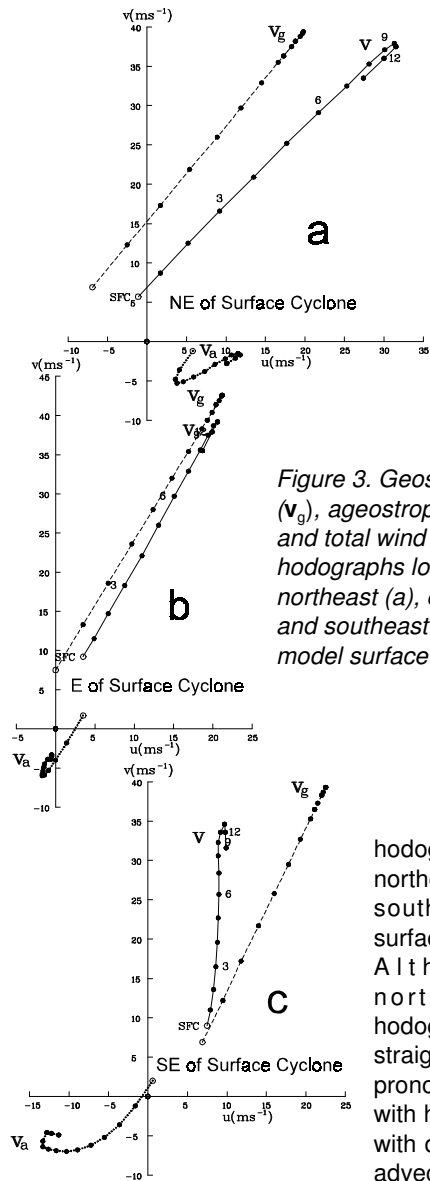 v(ms⁻¹)
40
35
30
25
20
15
10
5
Vg
V
9
12
6
3
SFC
a
NE of Surface Cyclone
-10 -5 5 10 15 20 25 30 35
u(ms⁻¹)
Va
-5
-10
v(ms⁻¹)
45
40
35
30
25
20
15
10
5
Vg
6
3
SFC
b
E of Surface Cyclone
-5 5 10 15 20 25
u(ms⁻¹)
Va
-10
Figure 3. Geos
(vg), ageostrop
and total wind
hodographs lo
northeast (a), e
and southeast
model surface
v(ms⁻¹)
40
35
30
25
20
15
10
5
Vg
V
12
9
6
3
SFC
c
SE of Surface Cyclone
-15 -10 -5 5 10 15 20 25
u(ms⁻¹)
Va
-5
-10
hodog
northe
south
surfac
Alth
nort
hodog
straig
prono
with h
with c
advec